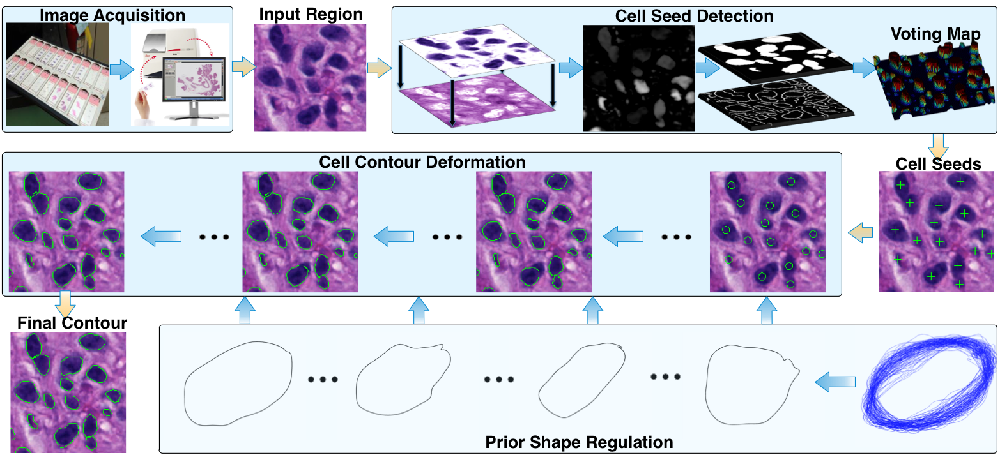 Image Acquisition
Input Region
Cell Seed Detection
Voting Map
Cell Contour Deformation
Cell Seeds
Final Contour
Prior Shape Regulation